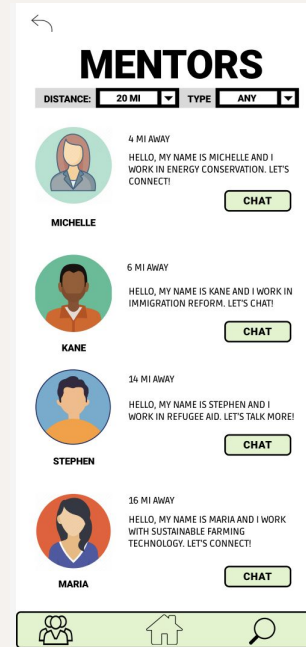 MENTORS
DISTANCE: 20 MI TYPE ANY
4 MI AWAY
HELLO, MY NAME IS MICHELLE AND I
WORK IN ENERGY CONSERVATION. LET'S
CONNECT!
CHAT
MICHELLE
6 MI AWAY
HELLO, MY NAME IS KANE AND I WORK IN
IMMIGRATION REFORM. LET'S CHAT!
CHAT
KANE
14 MI AWAY
HELLO, MY NAME IS STEPHEN AND I
WORK IN REFUGEE AID. LET'S TALK MORE!
CHAT
STEPHEN
16 MI AWAY
HELLO, MY NAME IS MARIA AND I WORK
WITH SUSTAINABLE FARMING
TECHNOLOGY. LET'S CONNECT!
CHAT
MARIA